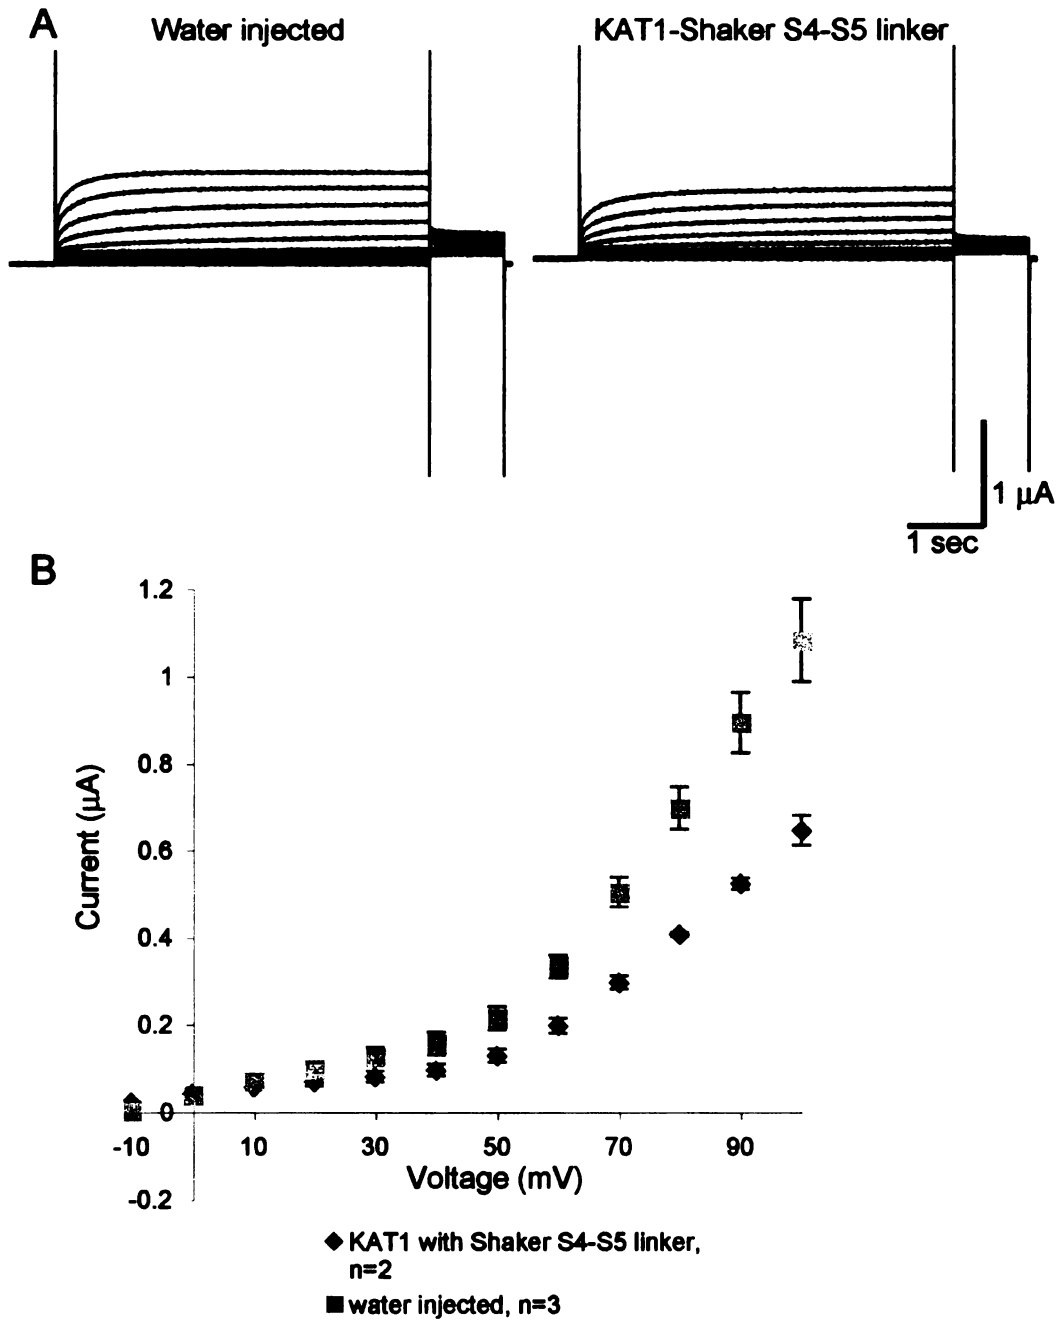 A
Water injected
KAT1-Shaker S4-S5 linker
1 μA
1 sec
B
1.2
1
0.8
0.6
0.4
0.2
0
-0.2
Current (μA)
-10 10 30 50 70 90
Voltage (mV)
KAT1 with Shaker S4-S5 linker,
n=2
water injected, n=3